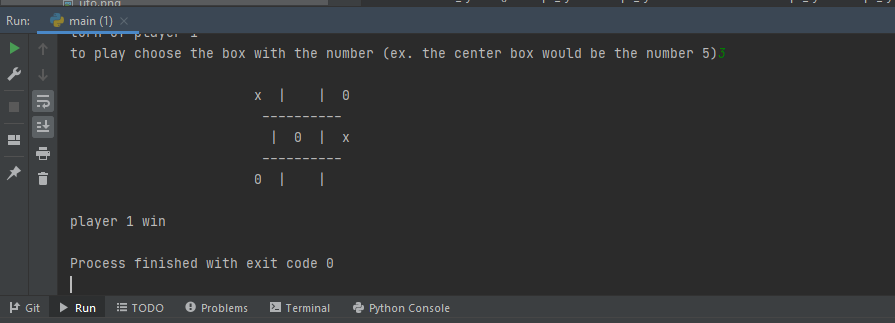 ufo.png
Run: main (1) ×
turn of player 1
to play choose the box with the number (ex. the center box would be the number 5)3
x | | 0
----------
| 0 | x
----------
0 | |
player 1 win
Process finished with exit code 0
Git Run TODO Problems Terminal Python Console